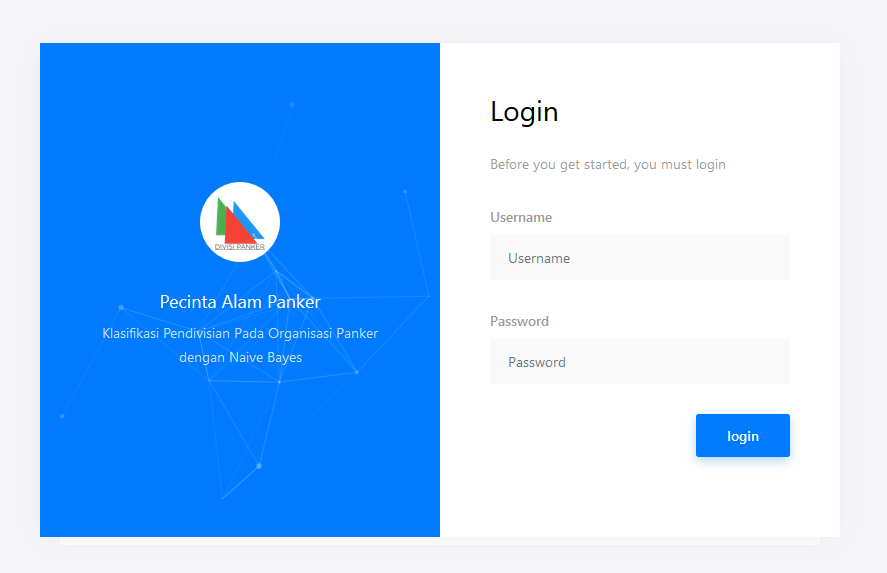 DIVISI PANKER
Pecinta Alam Panker
Klasifikasi Pendivisian Pada Organisasi Panker
dengan Naive Bayes
Login
Before you get started, you must login
Username
Username
Password
Password
login